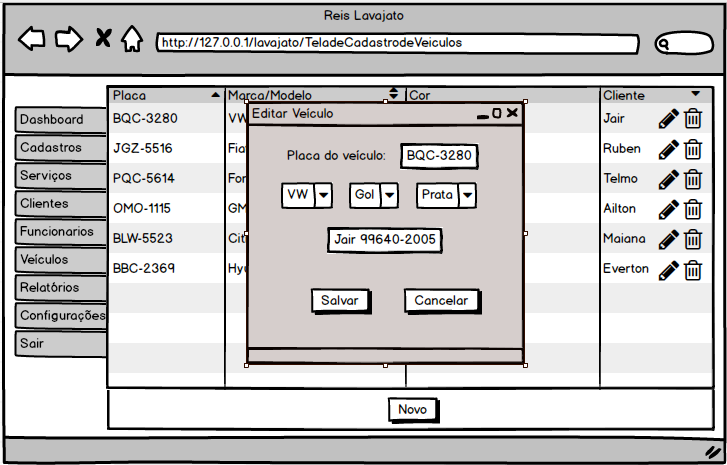 Reis Lavajato
http://127.0.0.1/lavajato/TeladeCadastrodeVeiculos
Placa Marca/Modelo Cor Cliente
Editar Veículo
Dashboard
Cadastros
Serviços
Clientes
Funcionarios
Veículos
Relatórios
Configurações
Sair
BQC-3280 VW Jair
JGZ-5516 Fia Ruben
PQC-5614 For Telmo
OMO-1115 GM Ailton
BLW-5523 Cit Maiana
BBC-2369 Hyu Everton
Placa do veículo: BQC-3280
VW Gol Prata
Jair 99640-2005
Salvar Cancelar
Novo